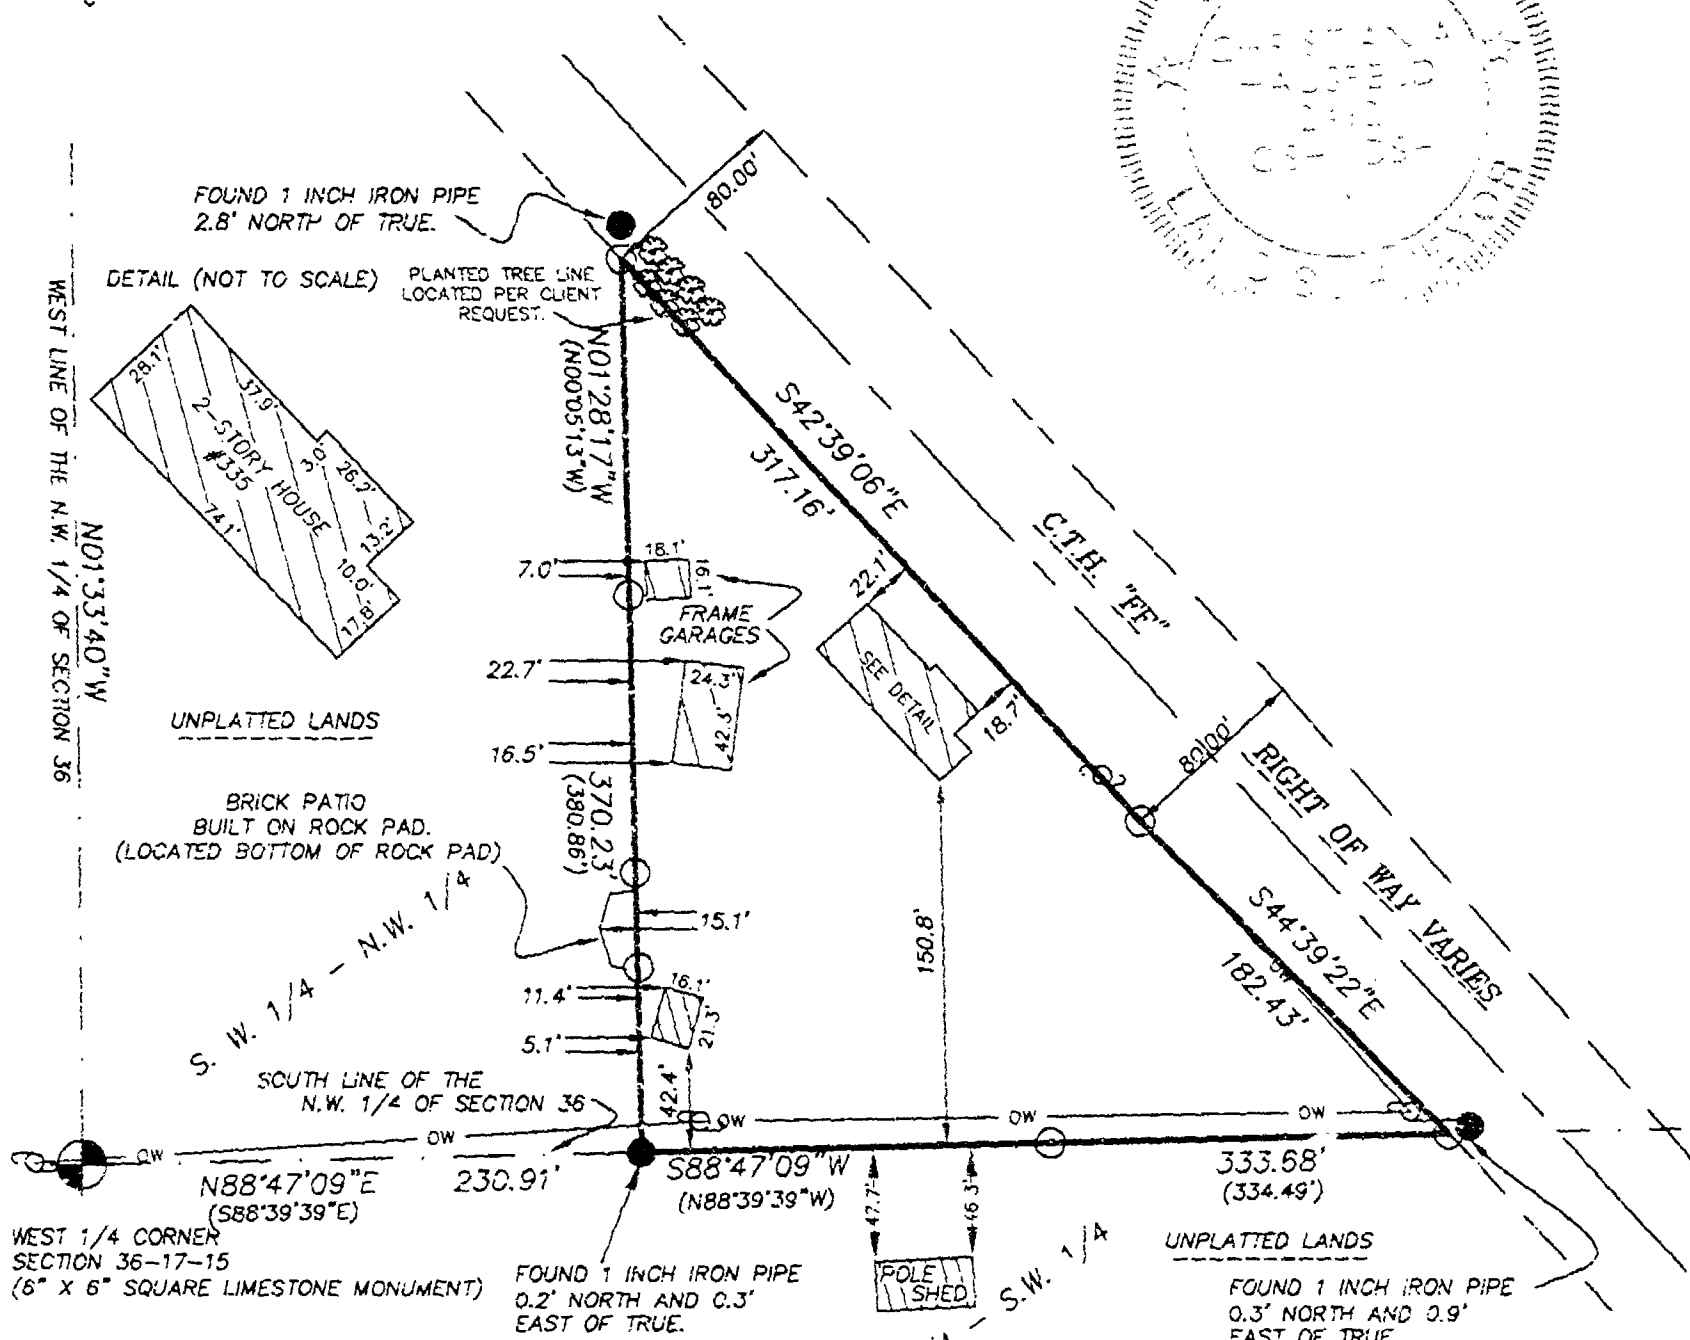 FOUND 1 INCH IRON PIPE
2.8' NORTH OF TRUE.
DETAIL (NOT TO SCALE)
PLANTED TREE LINE
LOCATED PER CLIENT
REQUEST.
80.00'
LAND SURVEYOR
WEST LINE OF THE N.W. 1/4 OF SECTION 36
N01°33'40"W
28.1'
37.9'
2-STORY HOUSE
#335
3.0'
26.2'
13.2'
10.0'
17.8'
74.1'
N01°28'17"W
(N00°05'13"W)
S42°39'06"E
317.16'
C.T.H. "FF"
7.0'
18.1'
16.1'
FRAME
GARAGES
22.7'
24.3'
42.3'
16.5'
370.23'
(380.86')
22.1'
SEE DETAIL
18.7'
80.00'
RIGHT OF WAY VARIES
UNPLATTED LANDS
BRICK PATIO
BUILT ON ROCK PAD.
(LOCATED BOTTOM OF ROCK PAD)
S. W. 1/4 - N.W. 1/4
15.1'
150.8'
S44°39'22"E
182.43'
OW
11.4'
16.1'
21.3'
5.1'
42.4'
SOUTH LINE OF THE
N.W. 1/4 OF SECTION 36
OW
OW
OW
OW
OW
N88°47'09"E
(S88°39'39"E)
230.91'
S88°47'09"W
(N88°39'39"W)
333.68'
(334.49')
WEST 1/4 CORNER
SECTION 36-17-15
(6" X 6" SQUARE LIMESTONE MONUMENT)
FOUND 1 INCH IRON PIPE
0.2' NORTH AND 0.3'
EAST OF TRUE.
47.7'
46.3'
POLE
SHED
S.W. 1/4
UNPLATTED LANDS
FOUND 1 INCH IRON PIPE
0.3' NORTH AND 0.9'
EAST OF TRUE